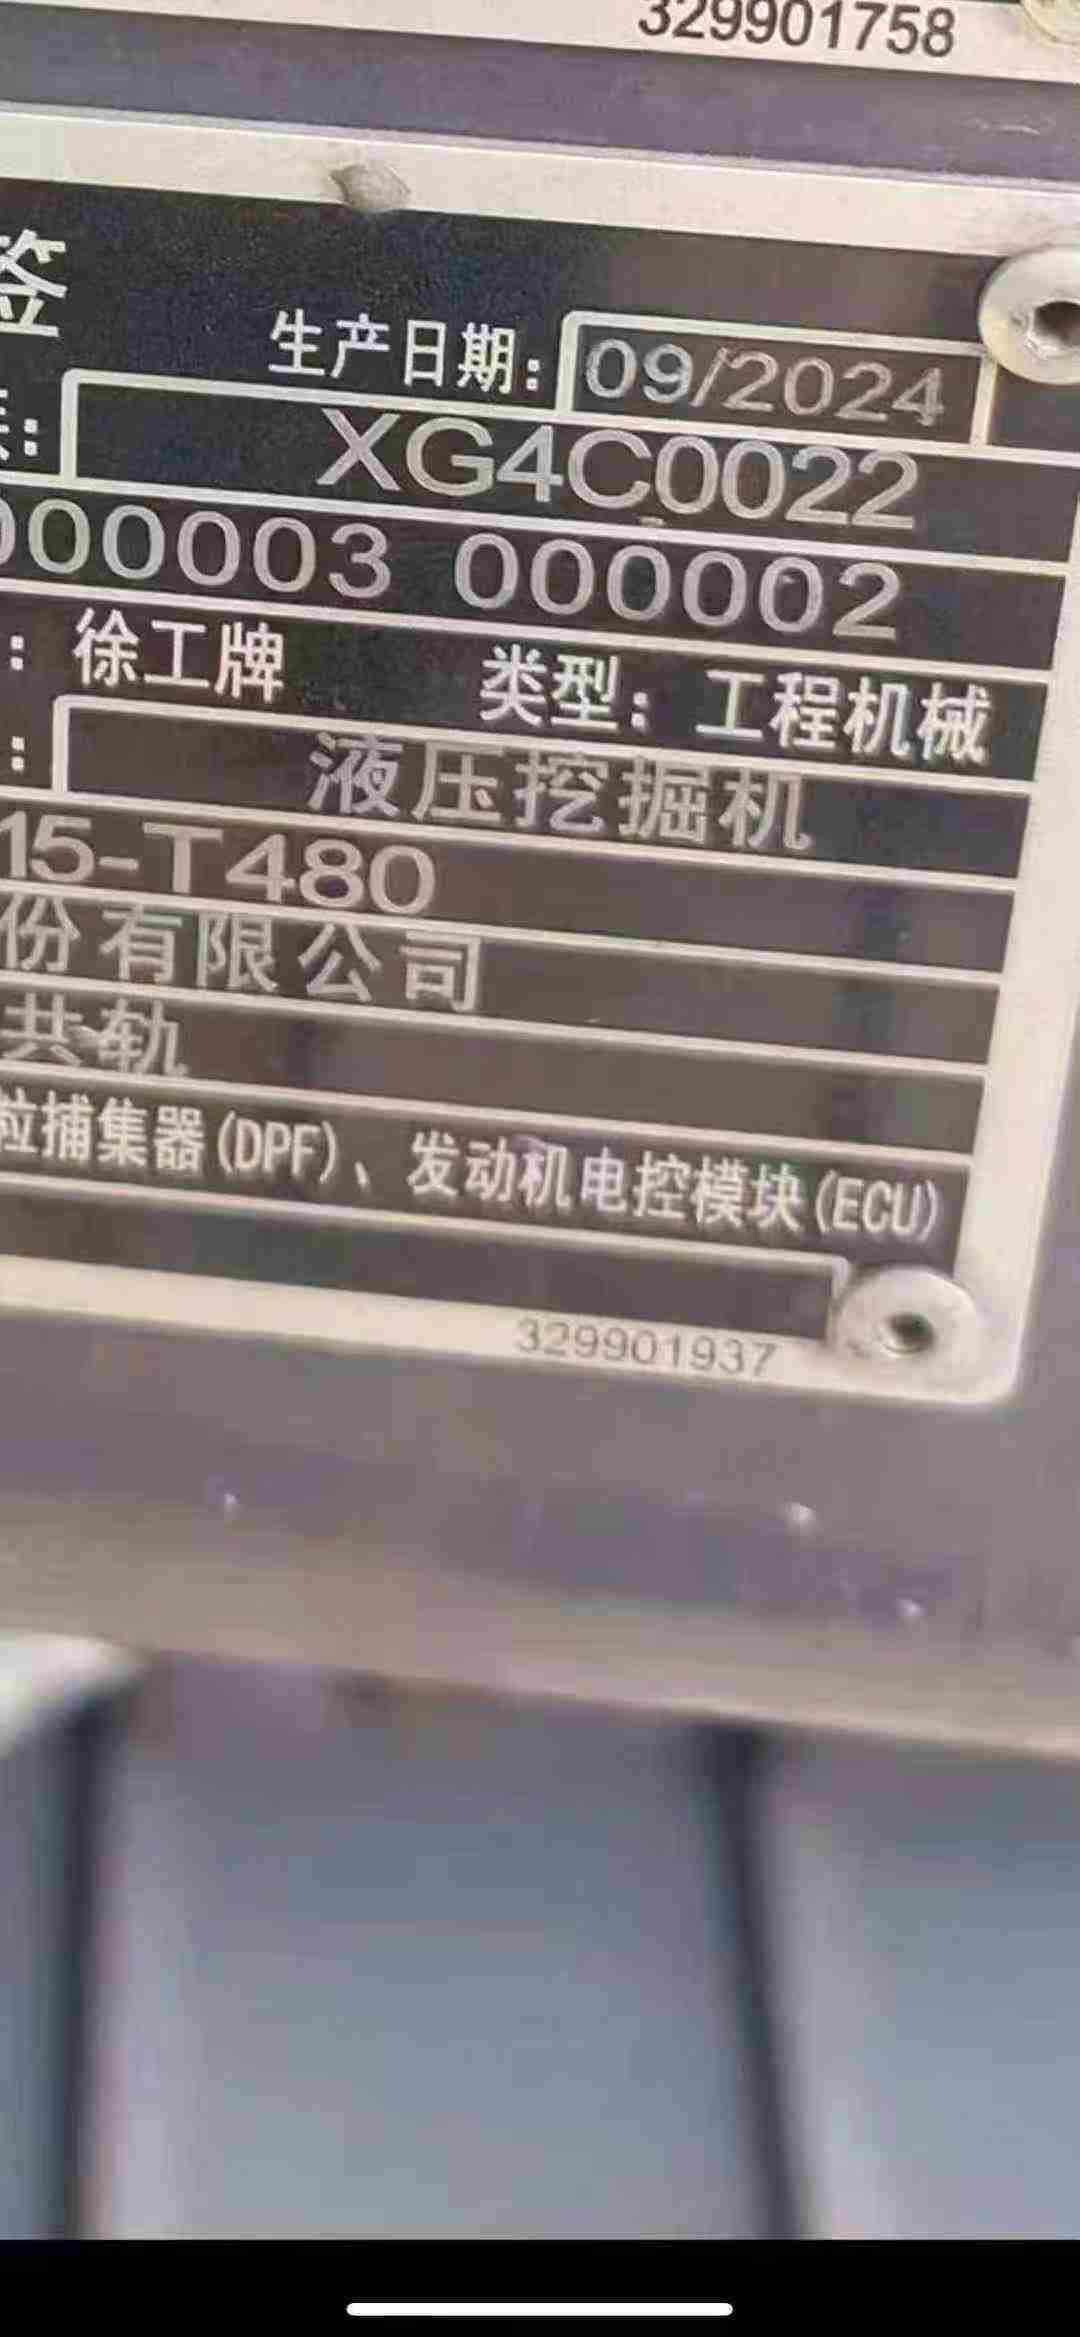 329901758
签
生产日期: 09/2024
: XG4C0022
000003 000002
: 徐工牌 类型: 工程机械
: 液压挖掘机
15-T480
份有限公司
共轨
粒捕集器(DPF)、发动机电控模块(ECU)
329901937